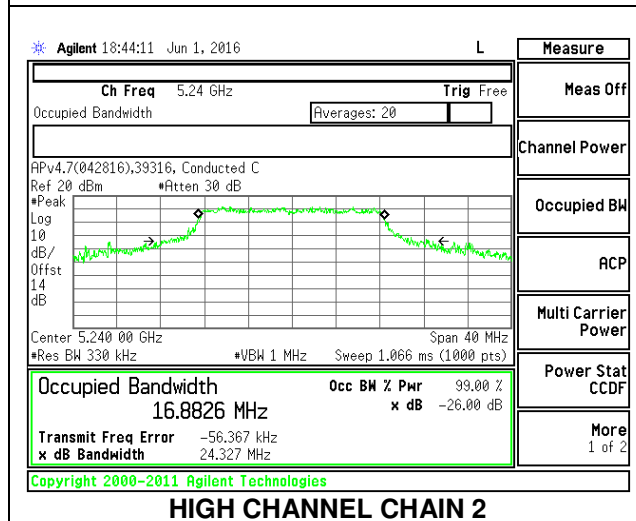 Agilent 18:44:11 Jun 1, 2016 L
Measure
Ch Freq 5.24 GHz Trig Free
Occupied Bandwidth Averages: 20
Meas Off
Channel Power
APv4.7(042816),39316, Conducted C
Ref 20 dBm #Atten 30 dB
#Peak
Log
10
dB/
Offst
14
dB
Occupied BW
ACP
Multi Carrier
Power
Center 5.240 00 GHz Span 40 MHz
#Res BW 330 kHz #VBW 1 MHz Sweep 1.066 ms (1000 pts)
Power Stat
CCDF
Occupied Bandwidth Occ BW % Pwr 99.00 %
16.8826 MHz x dB -26.00 dB
Transmit Freq Error -56.367 kHz
x dB Bandwidth 24.327 MHz
More
1 of 2
Copyright 2000-2011 Agilent Technologies
HIGH CHANNEL CHAIN 2